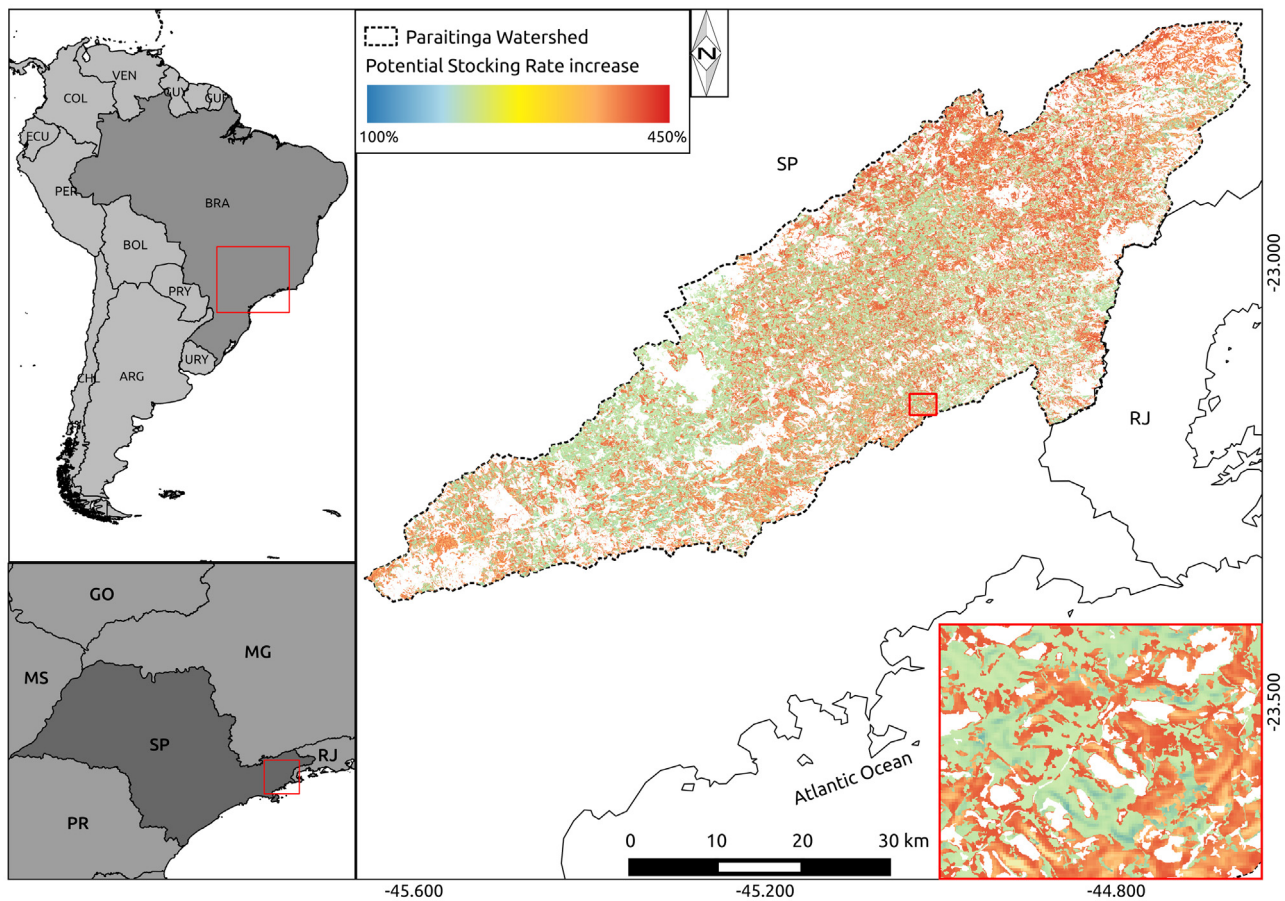 VEN
COL
GUY
GUF
ECU
PER
BRA
BOL
PRY
URY
CHL
ARG
GO
MG
MS
SP
RJ
PR
Paraitinga Watershed
Potential Stocking Rate increase
100%
450%
N
SP
RJ
Atlantic Ocean
0
10
20
30 km
-23.000
-23.500
-45.600
-45.200
-44.800